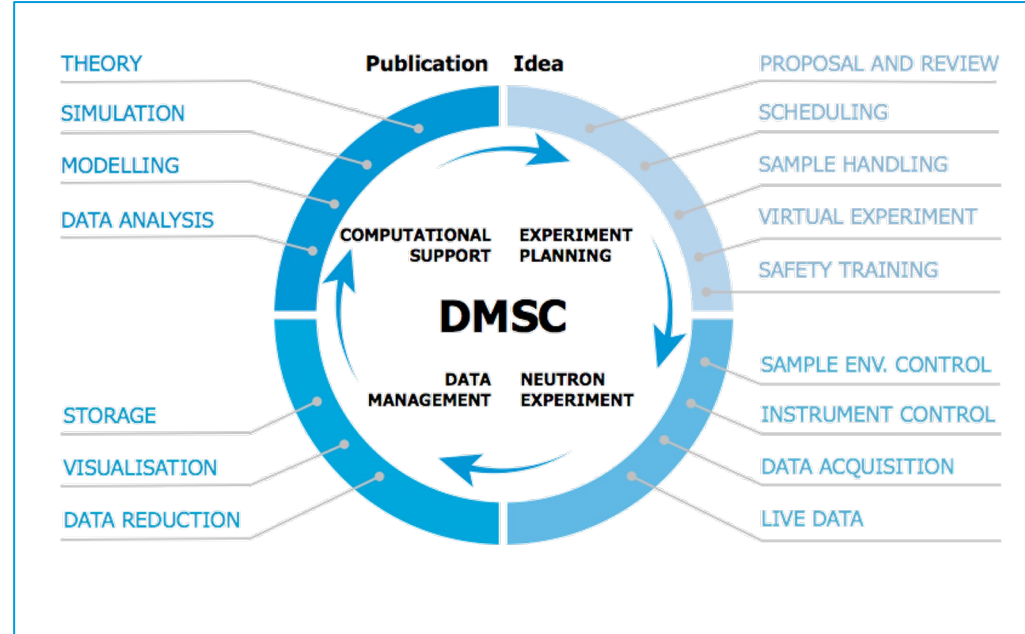 Publication Idea
THEORY
SIMULATION
MODELLING
DATA ANALYSIS
PROPOSAL AND REVIEW
SCHEDULING
SAMPLE HANDLING
VIRTUAL EXPERIMENT
SAFETY TRAINING
COMPUTATIONAL
SUPPORT
EXPERIMENT
PLANNING
DMSC
DATA
MANAGEMENT
NEUTRON
EXPERIMENT
STORAGE
VISUALISATION
DATA REDUCTION
SAMPLE ENV. CONTROL
INSTRUMENT CONTROL
DATA ACQUISITION
LIVE DATA